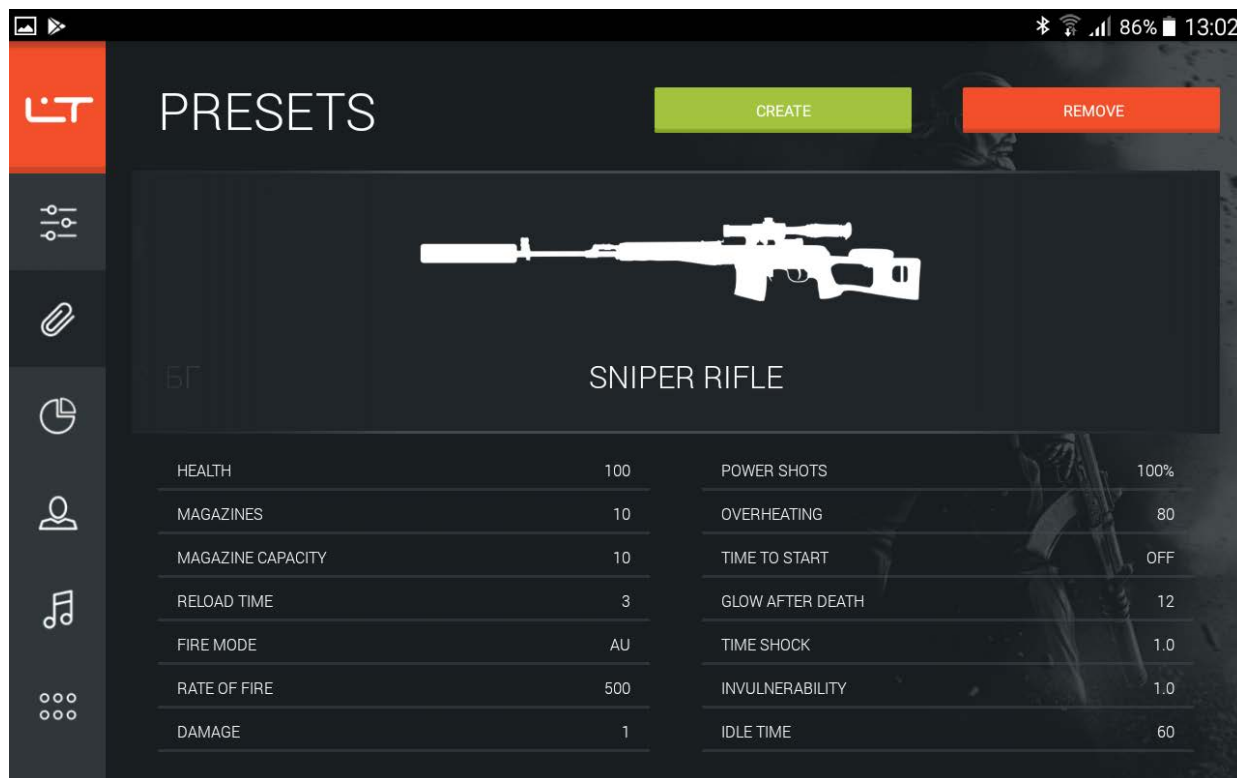 86% 13:02
LT
PRESETS
CREATE
REMOVE
БГ
SNIPER RIFLE
HEALTH 100
MAGAZINES 10
MAGAZINE CAPACITY 10
RELOAD TIME 3
FIRE MODE AU
RATE OF FIRE 500
DAMAGE 1
POWER SHOTS 100%
OVERHEATING 80
TIME TO START OFF
GLOW AFTER DEATH 12
TIME SHOCK 1.0
INVULNERABILITY 1.0
IDLE TIME 60